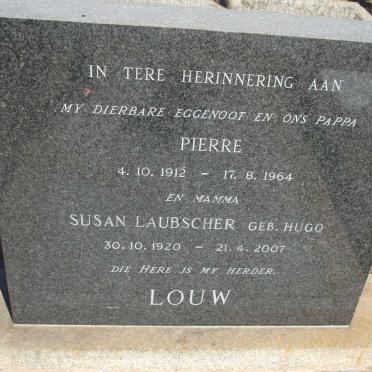 IN TERE HERINNERING AAN
MY DIERBARE EGGENOOT EN ONS PAPPA
PIERRE
4. 10. 1912 - 17. 8. 1964
EN MAMMA
SUSAN LAUBSCHER GEB. HUGO
30. 10. 1920 - 21. 4. 2007
DIE HERE IS MY HERDER.
LOUW